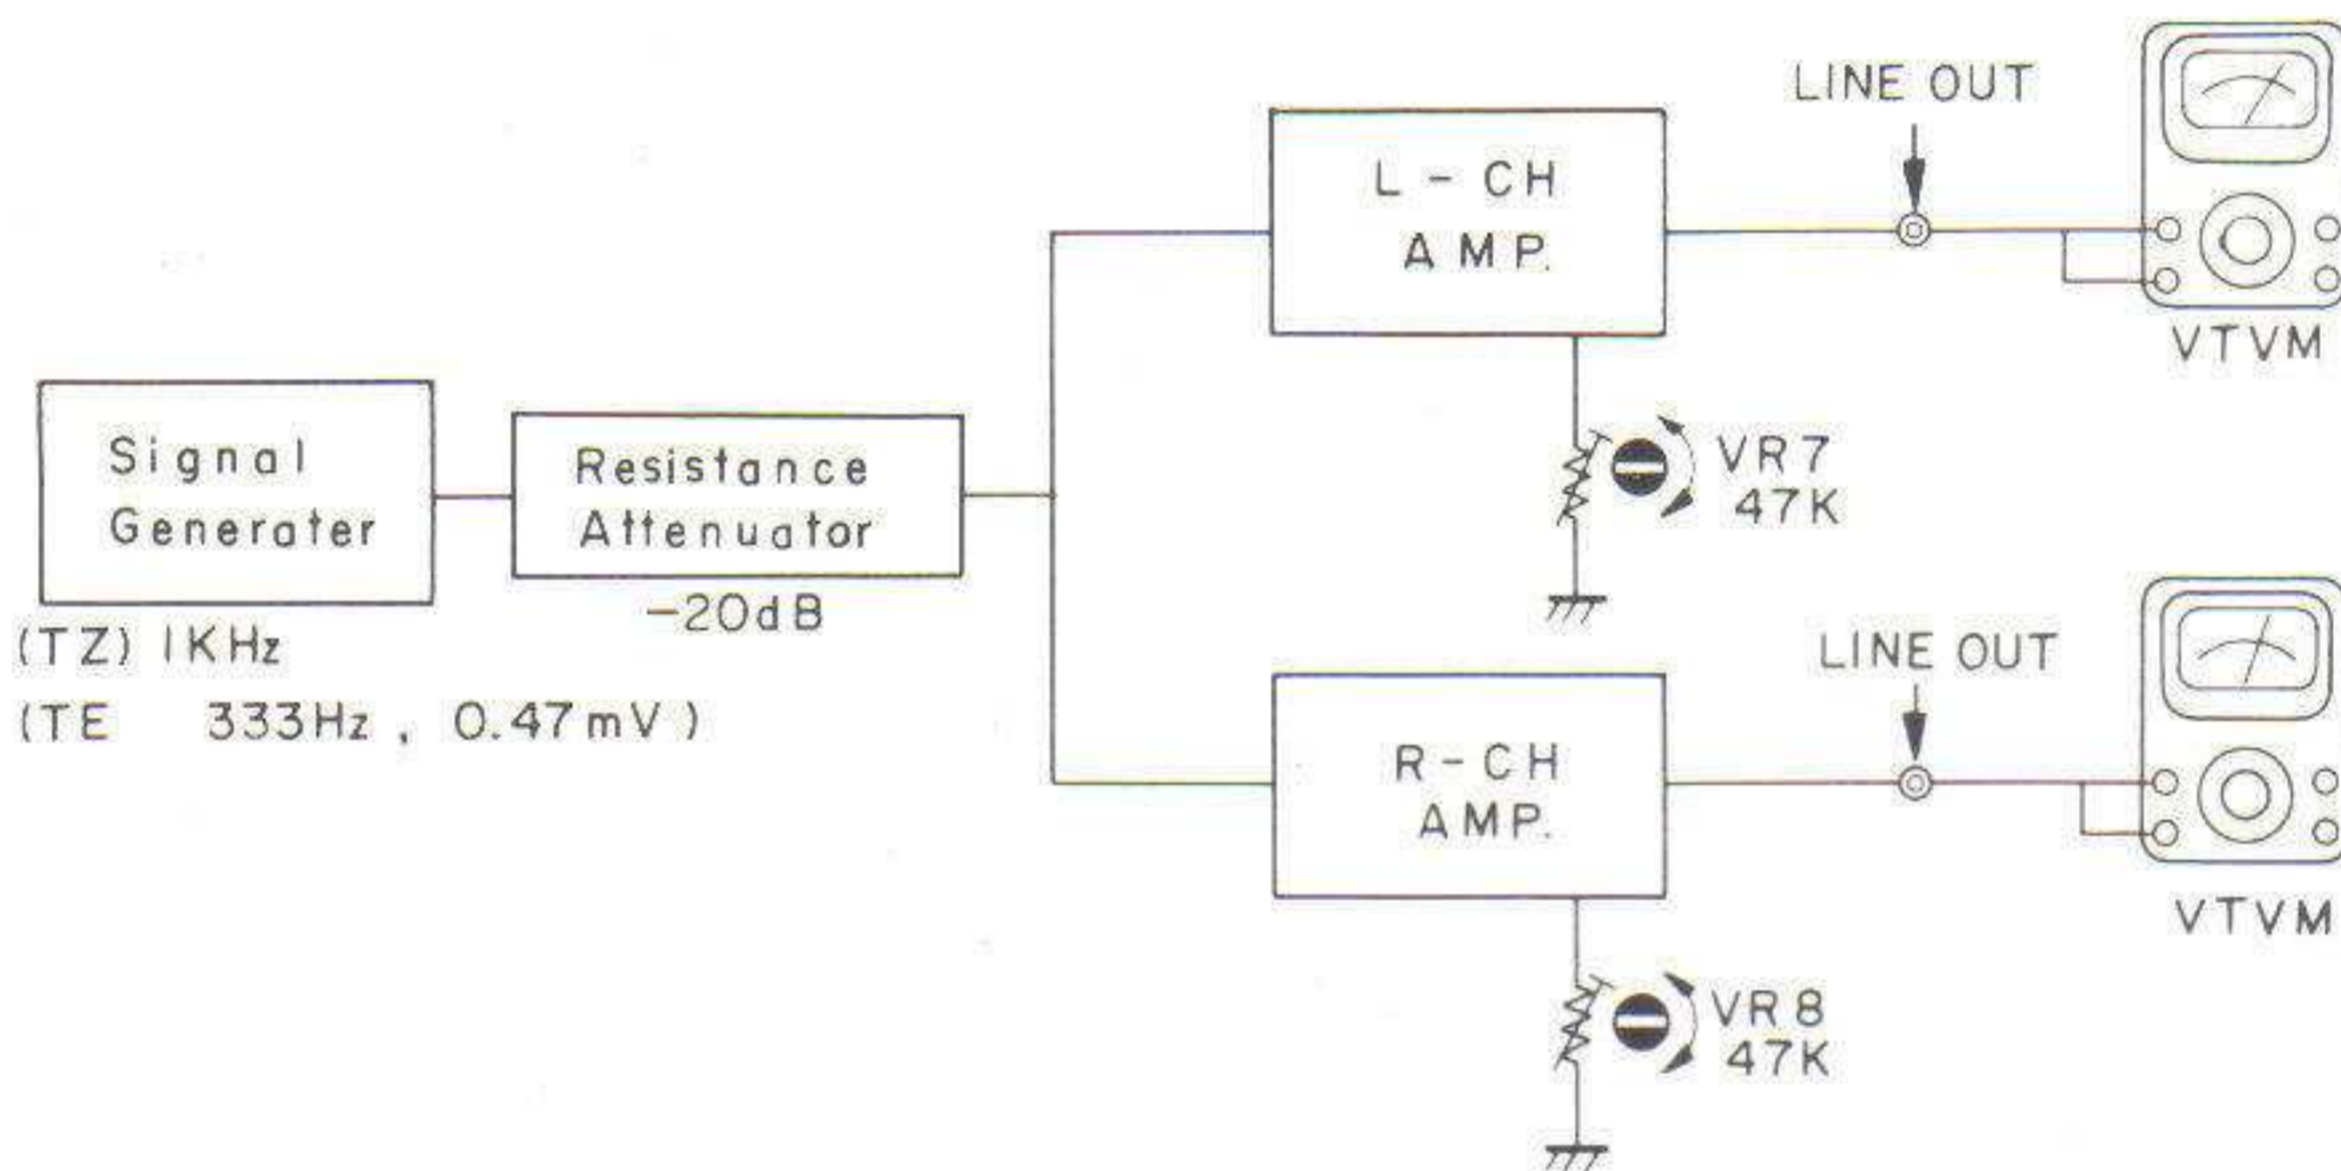 Signal
Generater
(TZ) 1KHz
(TE 333Hz, 0.47mV)
Resistance
Attenuator
-20dB
L-CH
AMP.
LINE OUT
VTVM
VR7
47K
R-CH
AMP.
LINE OUT
VTVM
VR8
47K